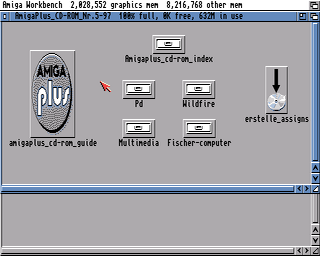 Amiga Workbench 2,028,552 graphics mem 8,216,768 other mem
AmigaPlus_CD-ROM_Nr.5-97 100% full, 0K free, 632M in use
Amigaplus_cd-rom_index
AMIGA
plus
Pd
Wildfire
erstelle_assigns
amigaplus_cd-rom_guide
Multimedia
Fischer-computer